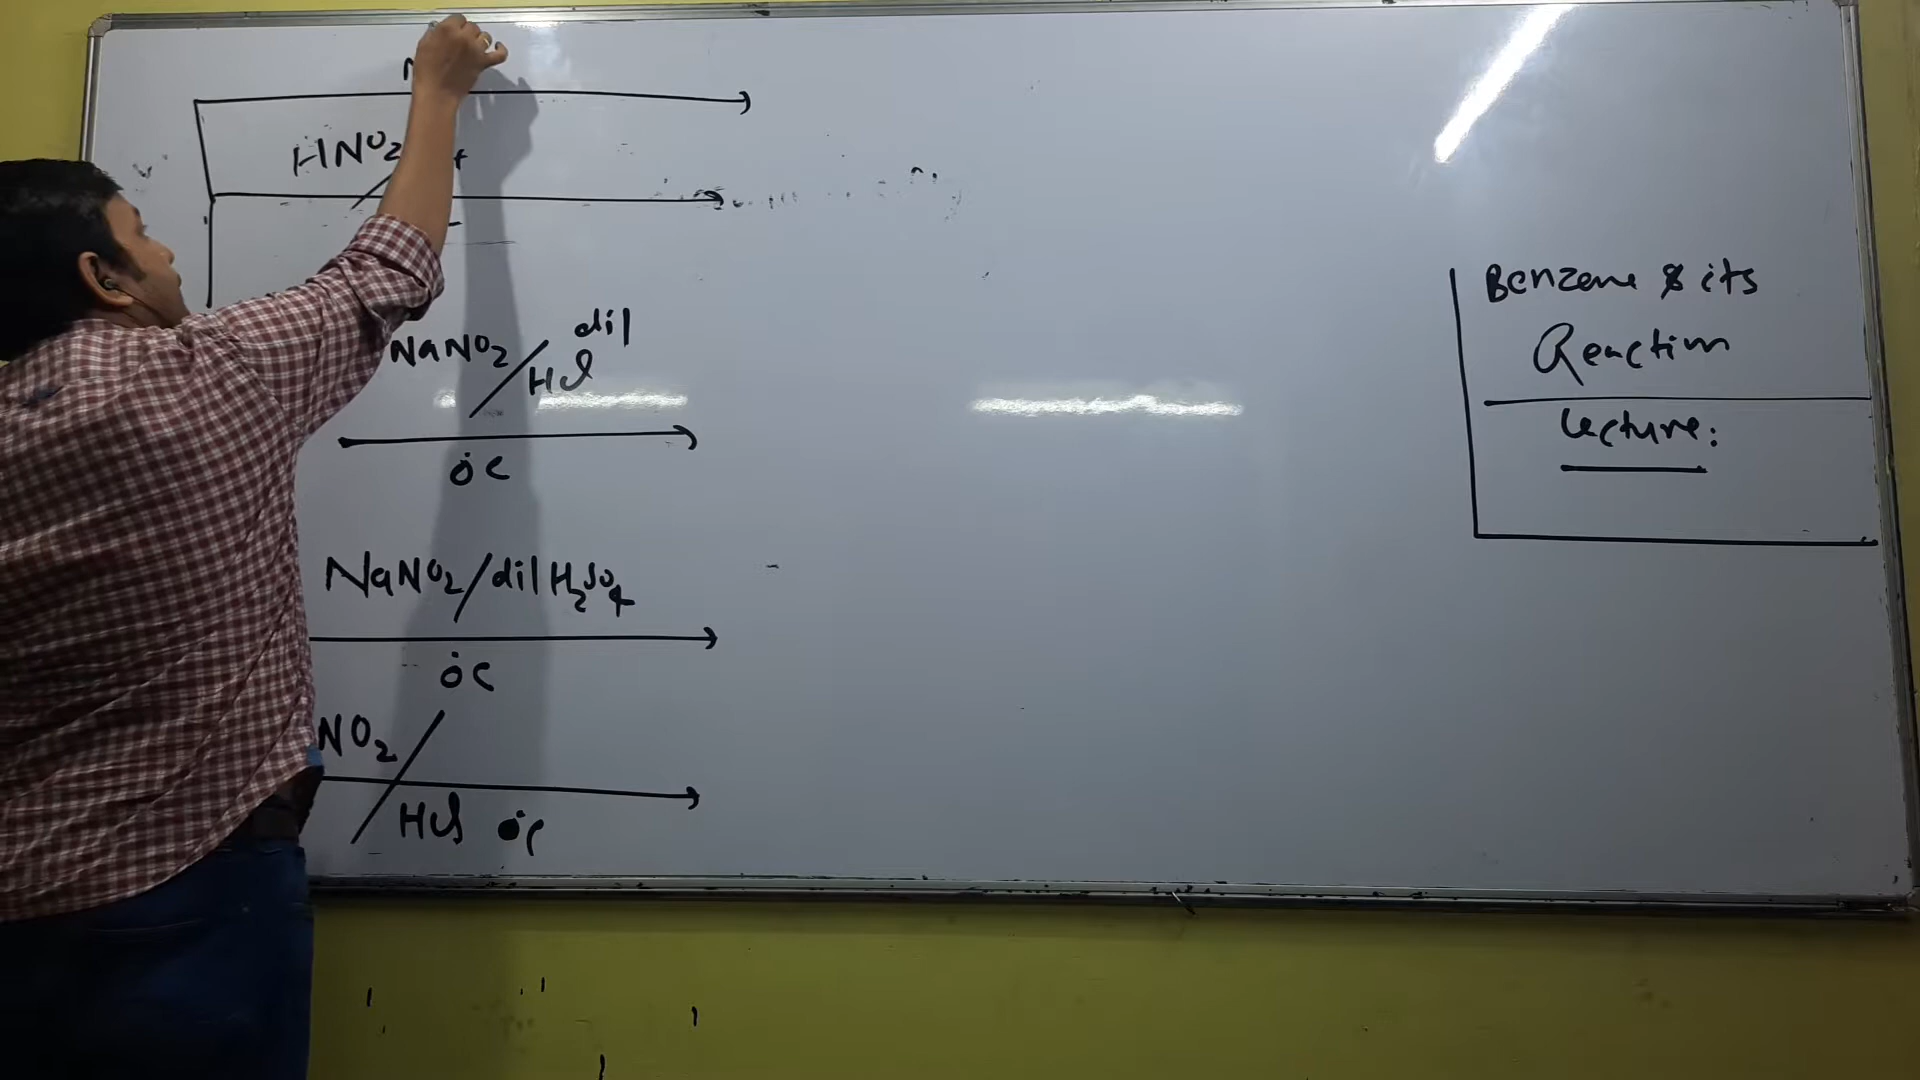 HNO2
NaNO2/dil HCl
0°C
NaNO2/dil H2SO4
0°C
NO2
HCl 0°C
Benzene & its
Reaction
Lecture: